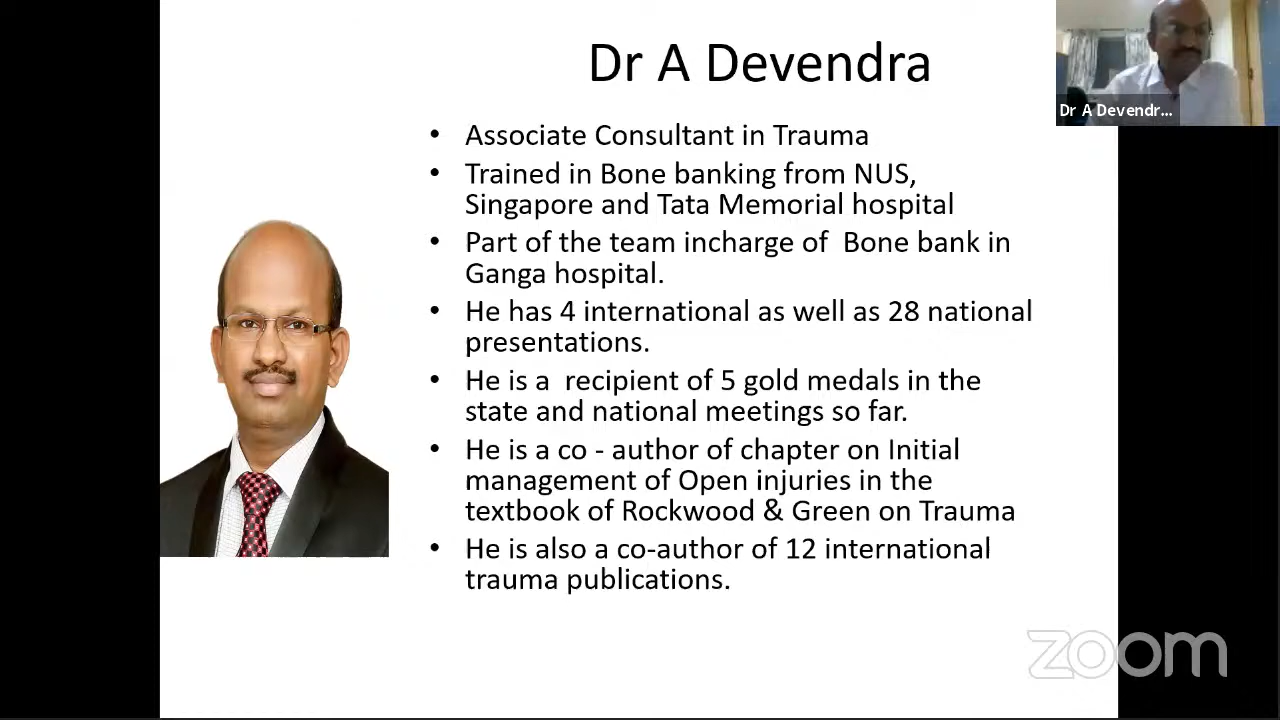 Dr A Devendra
Dr A Devendr...
• Associate Consultant in Trauma
• Trained in Bone banking from NUS,
Singapore and Tata Memorial hospital
• Part of the team incharge of  Bone bank in
Ganga hospital.
• He has 4 international as well as 28 national
presentations.
• He is a  recipient of 5 gold medals in the
state and national meetings so far.
• He is a co - author of chapter on Initial
management of Open injuries in the
textbook of Rockwood & Green on Trauma
• He is also a co-author of 12 international
trauma publications.
zoom